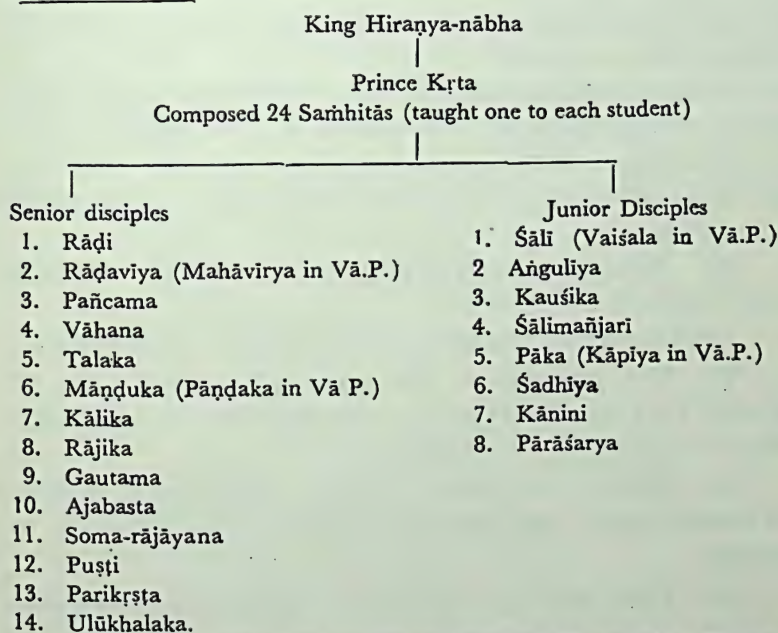 King Hiraṇya-nābha
Prince Kṛta
Composed 24 Saṁhitās (taught one to each student)
Senior disciples
1. Rāḍi
2. Rāḍavīya (Mahāvīrya in Vā.P.)
3. Pañcama
4. Vāhana
5. Talaka
6. Māṇḍuka (Pāṇḍaka in Vā P.)
7. Kālika
8. Rājika
9. Gautama
10. Ajabasta
11. Soma-rājāyana
12. Puṣṭi
13. Parikṛṣṭa
14. Ulūkhalaka.
Junior Disciples
1. Śālī (Vaiśala in Vā.P.)
2 Aṅgulīya
3. Kauśika
4. Śālimañjari
5. Pāka (Kāpīya in Vā.P.)
6. Śadhīya
7. Kānini
8. Pārāśarya